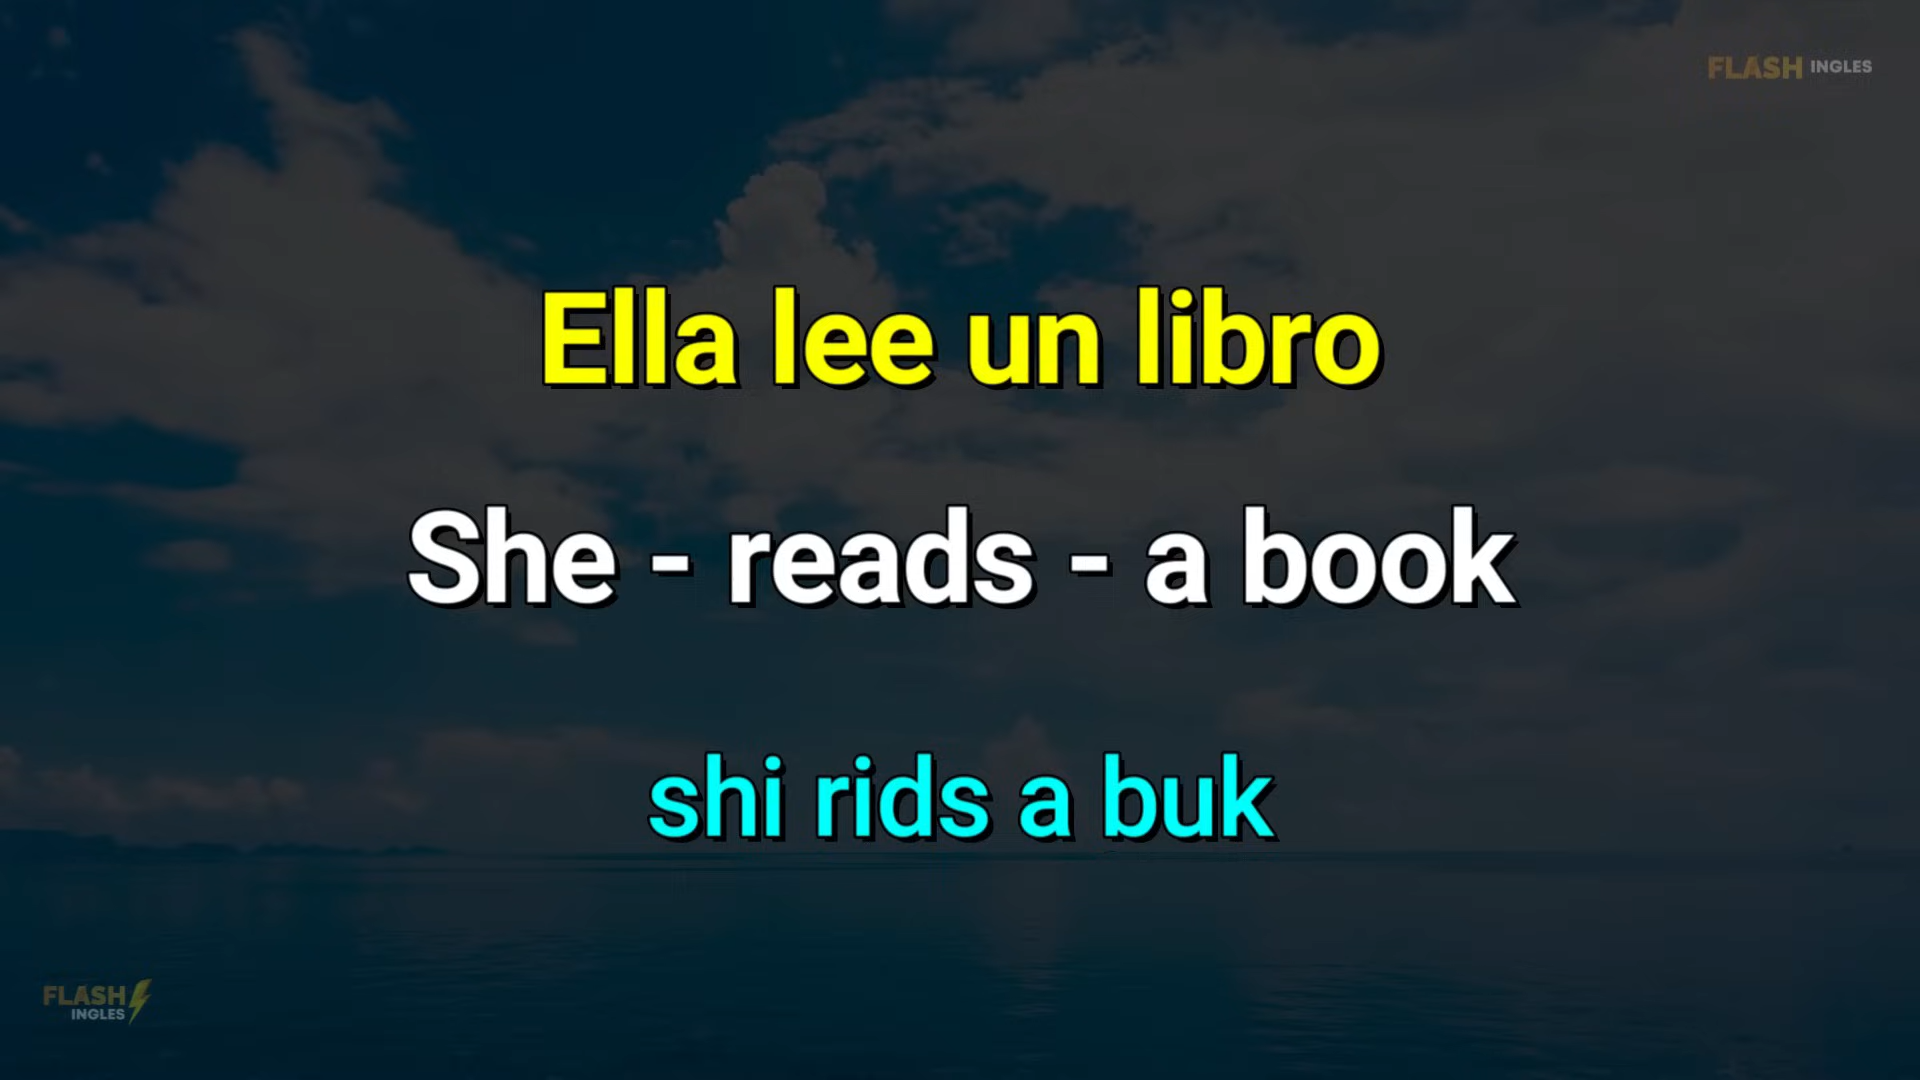 FLASH INGLES
Ella lee un libro
She - reads - a book
shi rids a buk
FLASH
INGLES